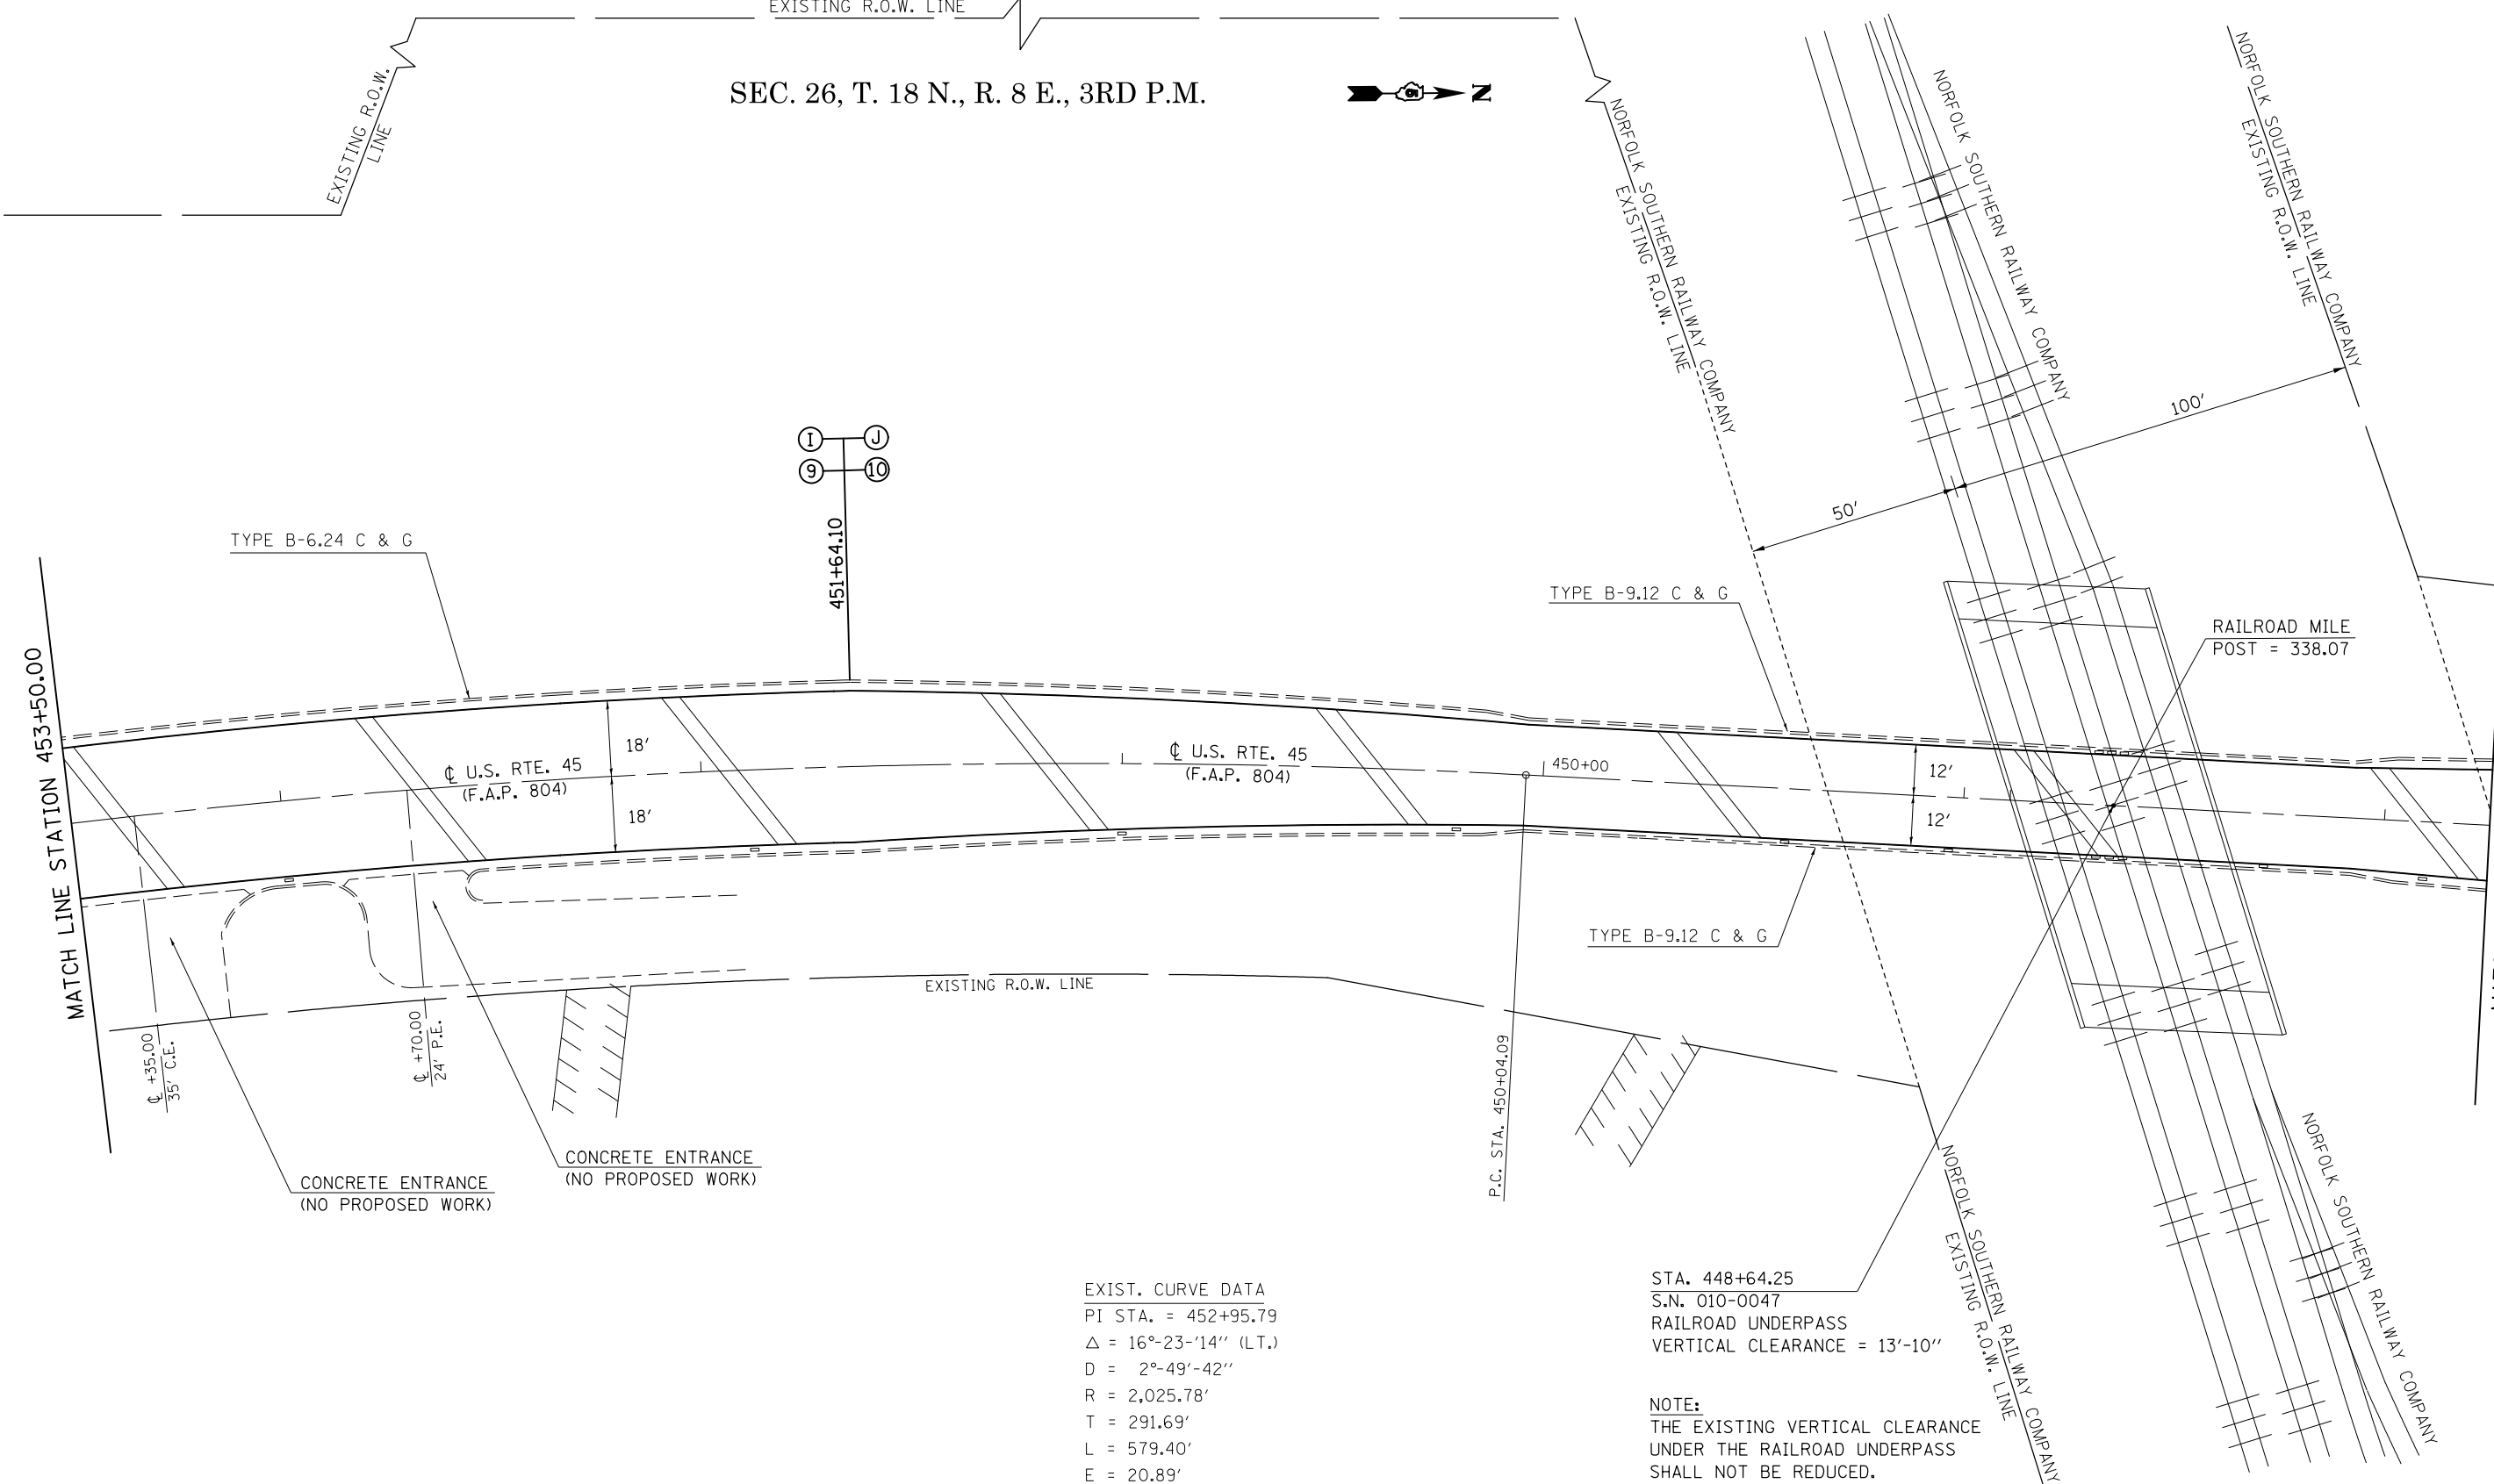 EXISTING R.O.W. LINE
EXISTING R.O.W.
LINE
SEC. 26, T. 18 N., R. 8 E., 3RD P.M.
N
NORFOLK SOUTHERN RAILWAY COMPANY
EXISTING R.O.W. LINE
NORFOLK SOUTHERN RAILWAY COMPANY
NORFOLK SOUTHERN RAILWAY COMPANY
EXISTING R.O.W. LINE
100'
50'
I
J
9
10
451+64.10
TYPE B-6.24 C & G
TYPE B-9.12 C & G
RAILROAD MILE
POST = 338.07
MATCH LINE STATION 453+50.00
18'
℄ U.S. RTE. 45
(F.A.P. 804)
18'
℄ U.S. RTE. 45
(F.A.P. 804)
450+00
12'
12'
TYPE B-9.12 C & G
EXISTING R.O.W. LINE
℄ +35.00
35' C.E.
℄ +70.00
24' P.E.
P.C. STA. 450+04.09
CONCRETE ENTRANCE
(NO PROPOSED WORK)
CONCRETE ENTRANCE
(NO PROPOSED WORK)
NORFOLK SOUTHERN RAILWAY COMPANY
EXISTING R.O.W. LINE
NORFOLK SOUTHERN RAILWAY COMPANY
EXIST. CURVE DATA
PI STA. = 452+95.79
△ = 16°-23-'14'' (LT.)
D = 2°-49'-42''
R = 2,025.78'
T = 291.69'
L = 579.40'
E = 20.89'
STA. 448+64.25
S.N. 010-0047
RAILROAD UNDERPASS
VERTICAL CLEARANCE = 13'-10''
NOTE:
THE EXISTING VERTICAL CLEARANCE
UNDER THE RAILROAD UNDERPASS
SHALL NOT BE REDUCED.